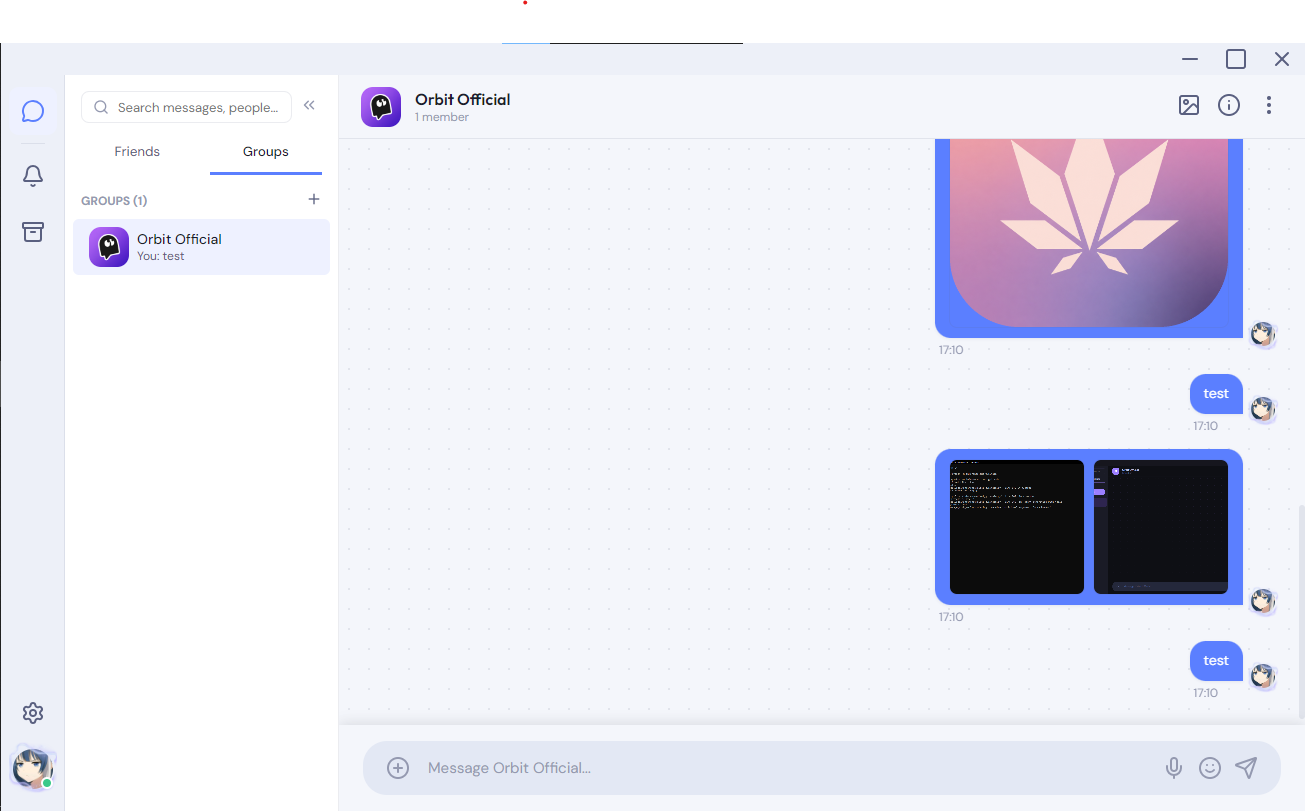 Search messages, people...
Friends
Groups
GROUPS (1)
Orbit Official
You: test
Orbit Official
1 member
17:10
test
17:10
17:10
test
17:10
Message Orbit Official...